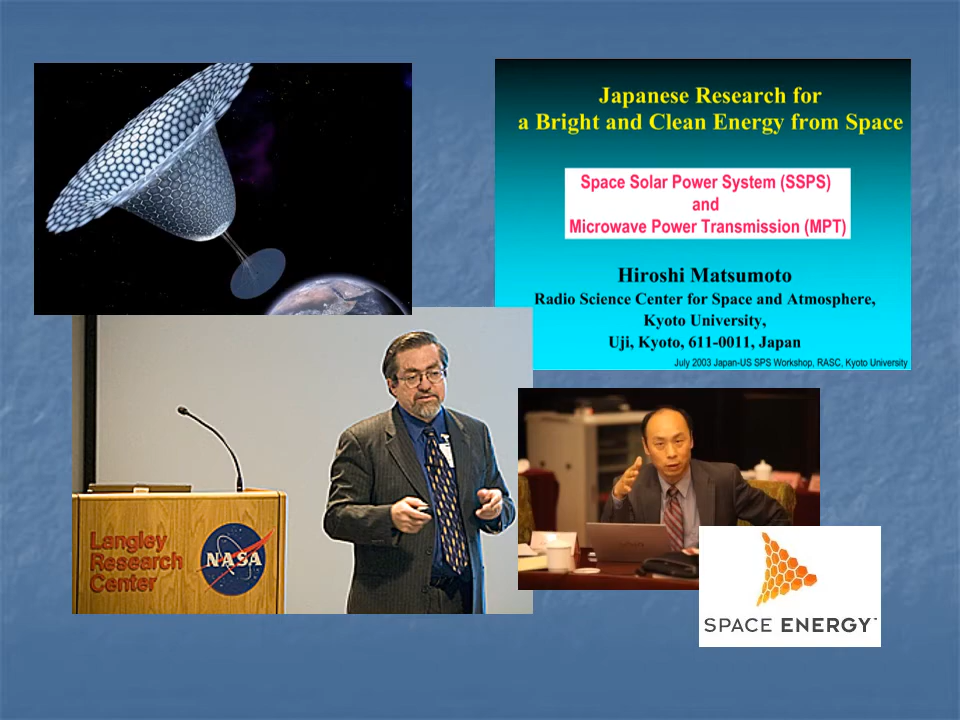 Japanese Research for
a Bright and Clean Energy from Space
Space Solar Power System (SSPS)
and
Microwave Power Transmission (MPT)
Hiroshi Matsumoto
Radio Science Center for Space and Atmosphere,
Kyoto University,
Uji, Kyoto, 611-0011, Japan
July 2003 Japan-US SPS Workshop, RASC, Kyoto University
Langley
Research
Center
NASA
SPACE ENERGY